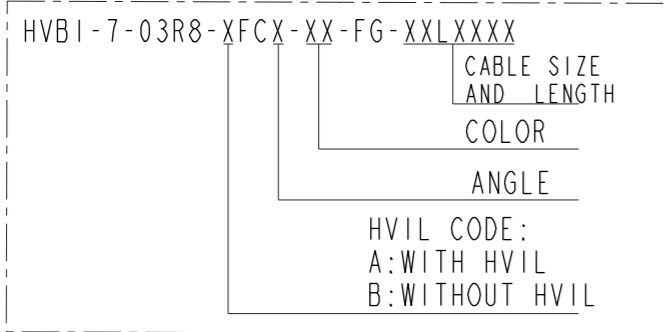 HVBI-7-03R8-XFCX-XX-FG-XXLXXXX
CABLE SIZE
AND LENGTH
COLOR
ANGLE
HVIL CODE:
A:WITH HVIL
B:WITHOUT HVIL